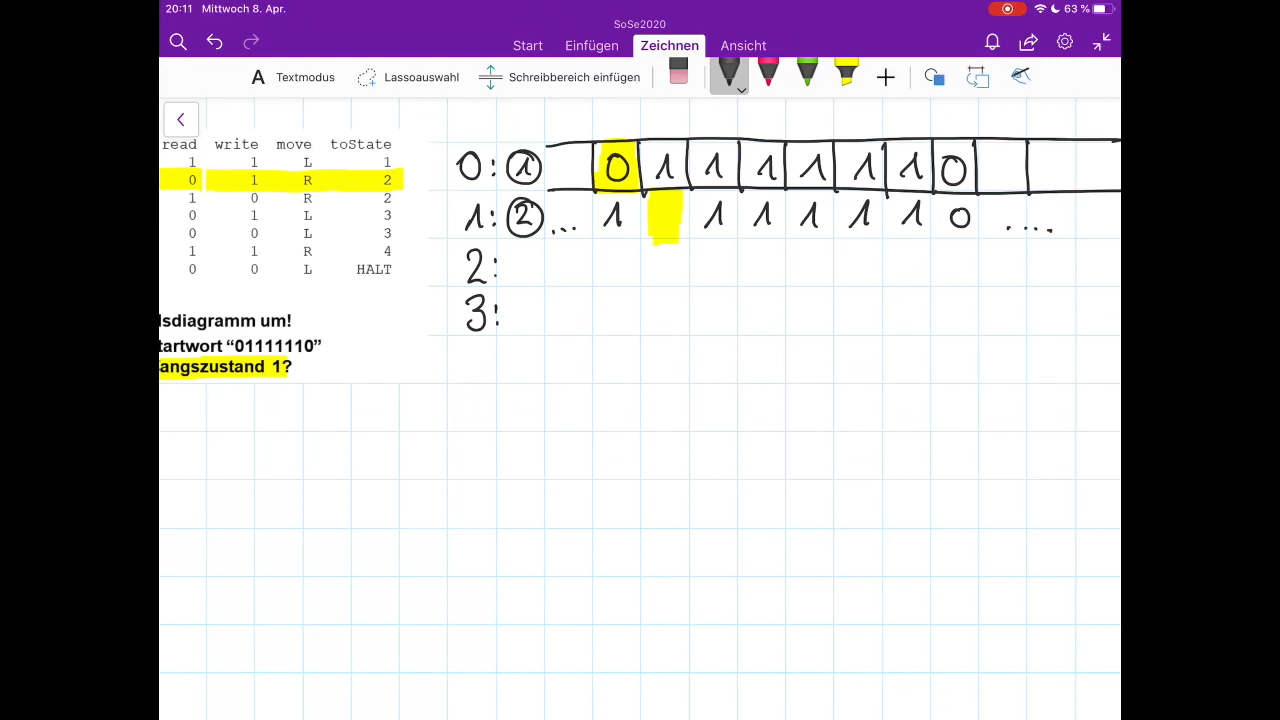 20:11 Mittwoch 8. Apr. 63 %
SoSe2020
Start Einfügen Zeichnen Ansicht
A Textmodus Lassoauswahl Schreibbereich einfügen
read write move toState
1 1 L 1
0 1 R 2
1 0 R 2
0 1 L 3
0 0 L 3
1 1 R 4
0 0 L HALT
lsdiagramm um!
tartwort “01111110”
angszustand 1?
0: 1 0 1 1 1 1 1 1 0
1: 2 ... 1 1 1 1 1 1 0 ....
2:
3: